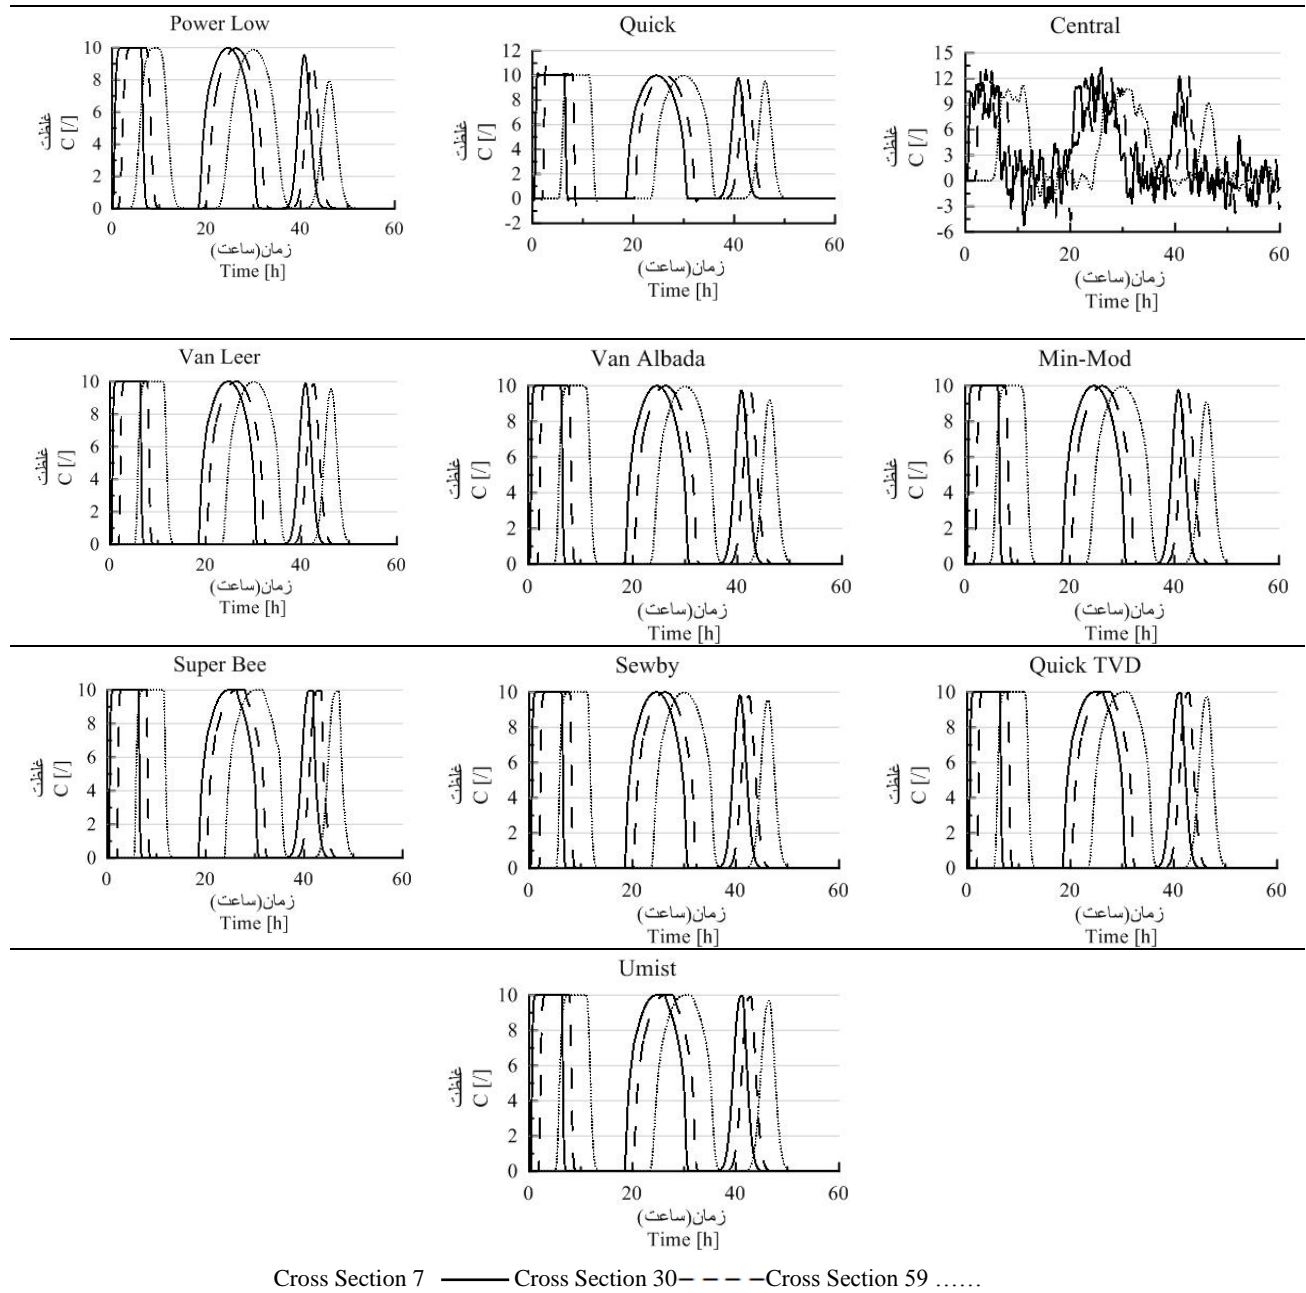 Power Low
10
8
6
4
2
0
غلظت
C [/]
0 20 40 60
زمان(ساعت)
Time [h]
Quick
12
10
8
6
4
2
0
-2
غلظت
C [/]
0 20 40 60
زمان(ساعت)
Time [h]
Central
15
12
9
6
3
0
-3
-6
غلظت
C [/]
0 20 40 60
زمان(ساعت)
Time [h]
Van Leer
10
8
6
4
2
0
غلظت
C [/]
0 20 40 60
زمان(ساعت)
Time [h]
Van Albada
10
8
6
4
2
0
غلظت
C [/]
0 20 40 60
زمان(ساعت)
Time [h]
Min-Mod
10
8
6
4
2
0
غلظت
C [/]
0 20 40 60
زمان(ساعت)
Time [h]
Super Bee
10
8
6
4
2
0
غلظت
C [/]
0 20 40 60
زمان(ساعت)
Time [h]
Sewby
10
8
6
4
2
0
غلظت
C [/]
0 20 40 60
زمان(ساعت)
Time [h]
Quick TVD
10
8
6
4
2
0
غلظت
C [/]
0 20 40 60
زمان(ساعت)
Time [h]
Umist
10
8
6
4
2
0
غلظت
C [/]
0 20 40 60
زمان(ساعت)
Time [h]
Cross Section 7 Cross Section 30 Cross Section 59 ……